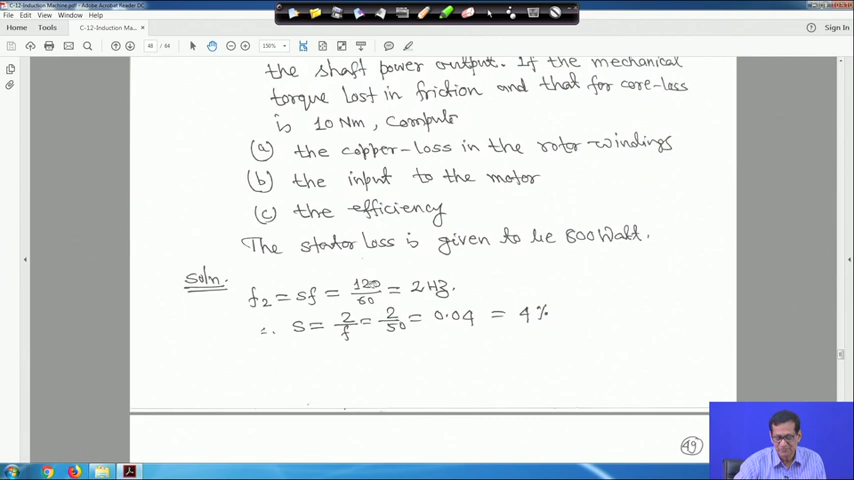 C-12-Induction Machine.pdf - Adobe Acrobat Reader DC
File Edit View Window Help
Home Tools C-12-Induction Ma... × Sign In
48 / 64 150%
the shaft power output. If the mechanical
torque lost in friction and that for core-loss
is 10 Nm, Compute
(a) the copper-loss in the rotor-windings
(b) the input to the motor
(c) the efficiency
The stator loss is given to be 800 Watt.
Soln.
f₂ = sf = 120/60 = 2 Hz.
∴ S = 2/f = 2/50 = 0.04 = 4%
49